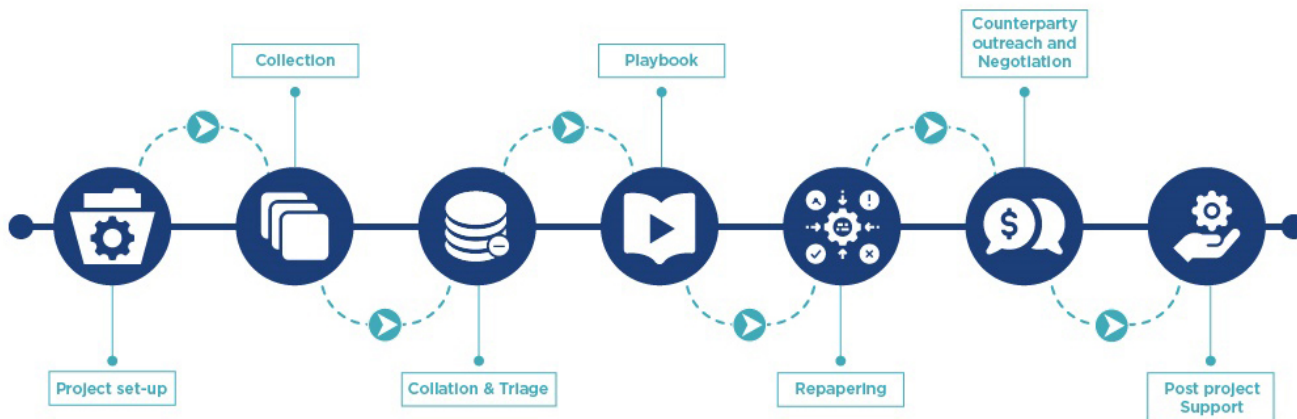 Project set-up
Collection
Collation & Triage
Playbook
Repapering
Counterparty
outreach and
Negotiation
$
Post project
Support